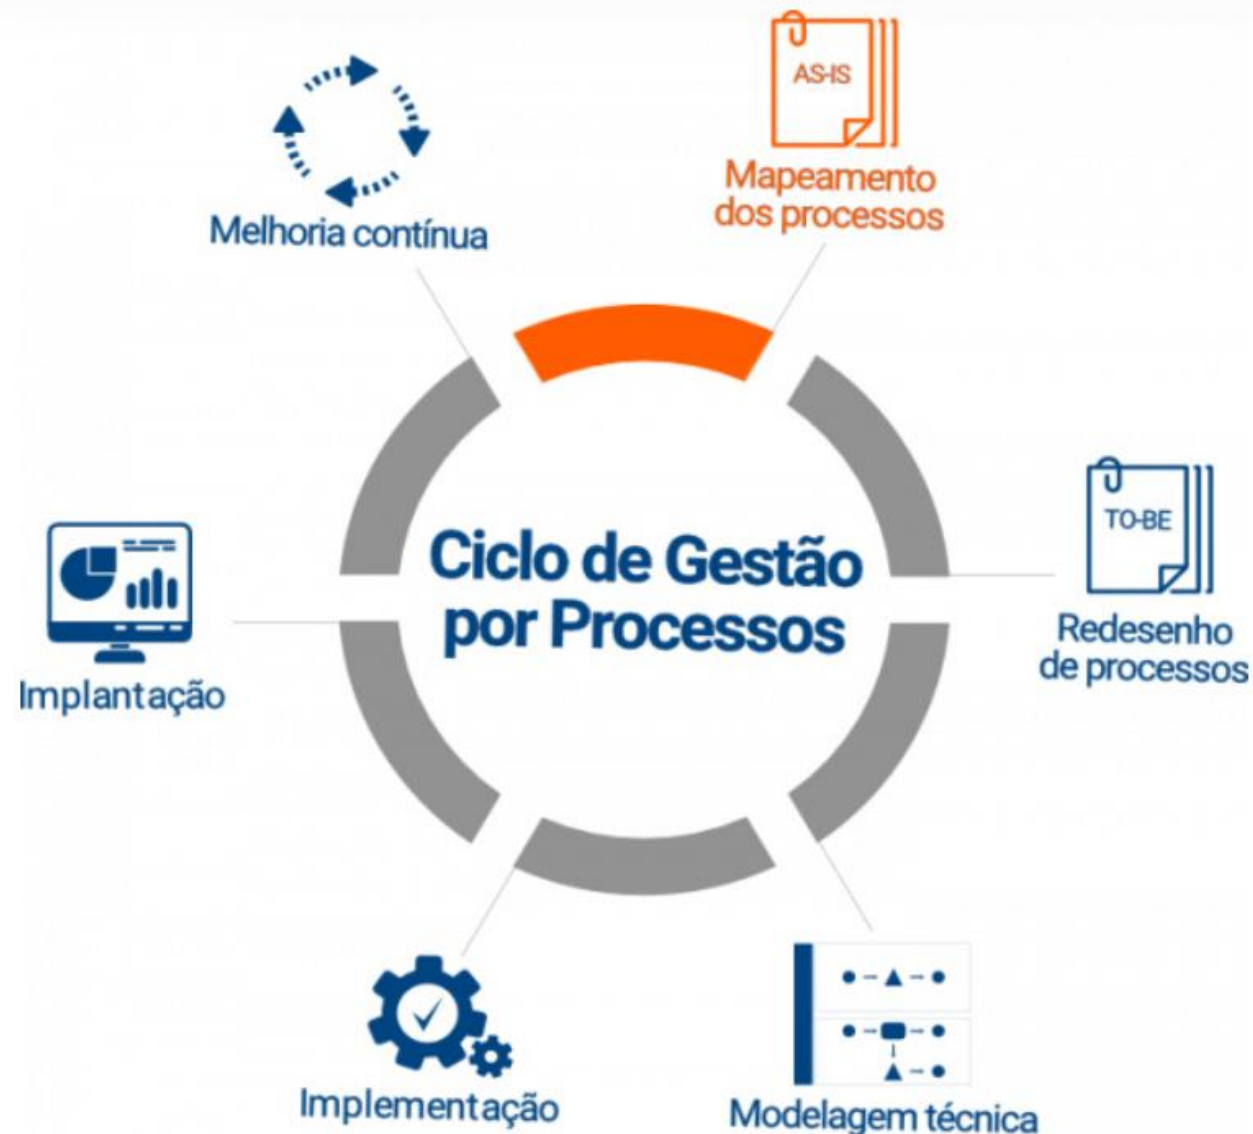 AS-IS
Mapeamento
dos processos
Melhoria contínua
Ciclo de Gestão
por Processos
TO-BE
Redesenho
de processos
Implantação
Implementação
Modelagem técnica